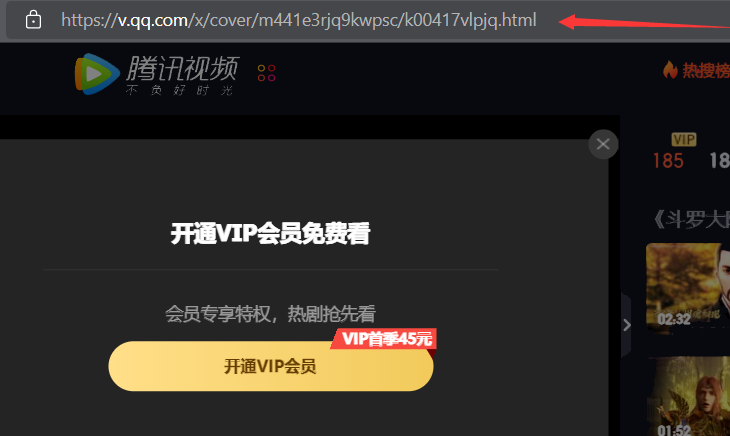 https://v.qq.com/x/cover/m441e3rjq9kwpsc/k00417vlpjq.html
腾讯视频
不负好时光
热搜榜
VIP
185
18
开通VIP会员免费看
《斗罗大
会员专享特权，热剧抢先看
02:32
VIP首季45元
开通VIP会员
01:52